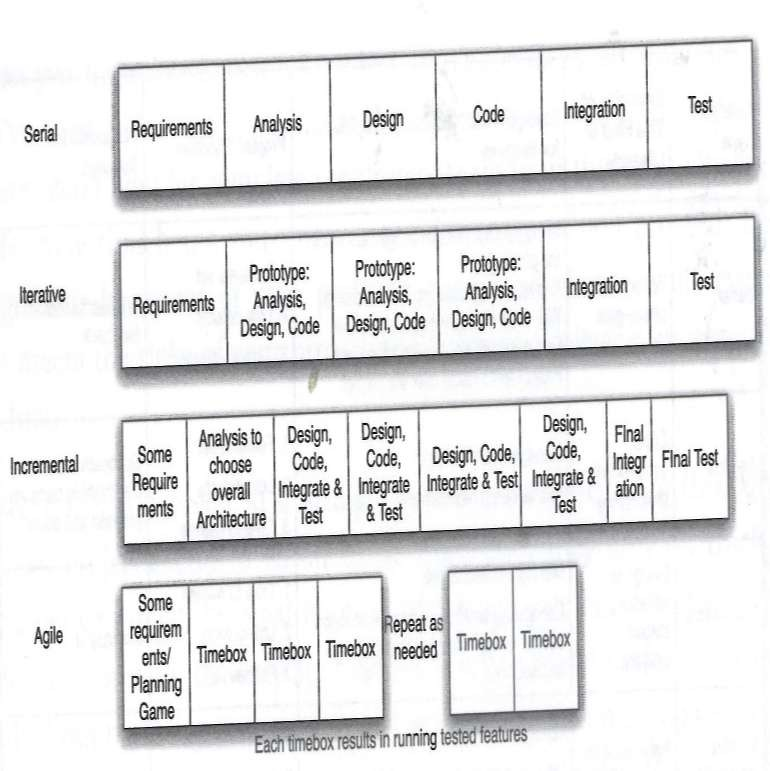 Serial
Requirements
Analysis
Design
Code
Integration
Test
Iterative
Requirements
Prototype:
Analysis,
Design, Code
Prototype:
Analysis,
Design, Code
Prototype:
Analysis,
Design, Code
Integration
Test
Incremental
Some
Require
ments
Analysis to
choose
overall
Architecture
Design,
Code,
Integrate &
Test
Design,
Code,
Integrate
& Test
Design, Code,
Integrate & Test
Design,
Code,
Integrate &
Test
FInal
Integr
ation
FInal Test
Agile
Some
requirem
ents/
Planning
Game
Timebox
Timebox
Timebox
Repeat as
needed
Timebox
Timebox
Each timebox results in running tested features